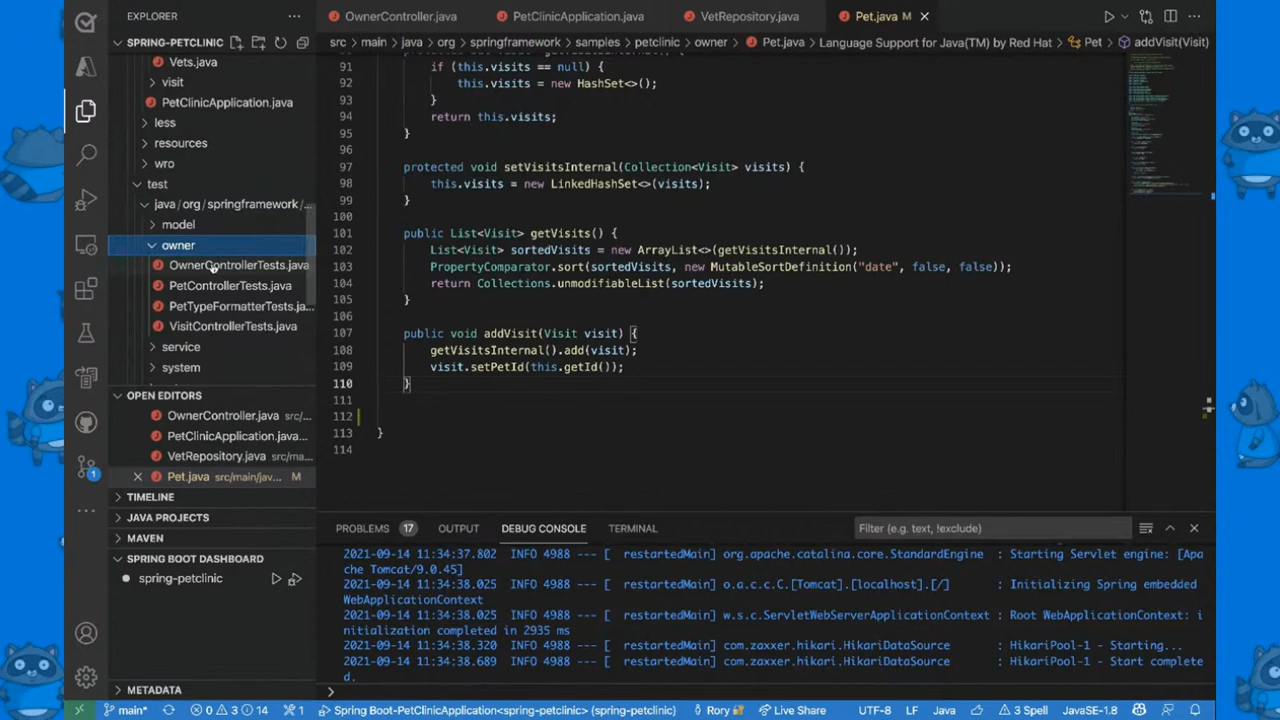 EXPLORER
SPRING-PETCLINIC
Vets.java
visit
PetClinicApplication.java
less
resources
wro
test
java/org/springframework/...
model
owner
OwnerControllerTests.java
PetControllerTests.java
PetTypeFormatterTests.ja...
VisitControllerTests.java
service
system
OPEN EDITORS
OwnerController.java src/...
PetClinicApplication.java...
VetRepository.java src/ma...
Pet.java src/main/jav... M
TIMELINE
JAVA PROJECTS
MAVEN
SPRING BOOT DASHBOARD
spring-petclinic
METADATA
OwnerController.java PetClinicApplication.java VetRepository.java Pet.java M
src > main > java > org > springframework > samples > petclinic > owner > Pet.java > Language Support for Java(TM) by Red Hat > Pet > addVisit(Visit)
91 if (this.visits == null) {
92 this.visits = new HashSet<>();
93 }
94 return this.visits;
95 }
96
97 protected void setVisitsInternal(Collection<Visit> visits) {
98 this.visits = new LinkedHashSet<>(visits);
99 }
100
101 public List<Visit> getVisits() {
102 List<Visit> sortedVisits = new ArrayList<>(getVisitsInternal());
103 PropertyComparator.sort(sortedVisits, new MutableSortDefinition("date", false, false));
104 return Collections.unmodifiableList(sortedVisits);
105 }
106
107 public void addVisit(Visit visit) {
108 getVisitsInternal().add(visit);
109 visit.setPetId(this.getId());
110 }
111
112
113 }
114
PROBLEMS 17 OUTPUT DEBUG CONSOLE TERMINAL Filter (e.g. text, !exclude)
2021-09-14 11:34:37.802 INFO 4988 --- [ restartedMain] org.apache.catalina.core.StandardEngine : Starting Servlet engine: [Apa
che Tomcat/9.0.45]
2021-09-14 11:34:38.025 INFO 4988 --- [ restartedMain] o.a.c.c.C.[Tomcat].[localhost].[/] : Initializing Spring embedded
WebApplicationContext
2021-09-14 11:34:38.025 INFO 4988 --- [ restartedMain] w.s.c.ServletWebServerApplicationContext : Root WebApplicationContext: i
nitialization completed in 2935 ms
2021-09-14 11:34:38.320 INFO 4988 --- [ restartedMain] com.zaxxer.hikari.HikariDataSource : HikariPool-1 - Starting...
2021-09-14 11:34:38.689 INFO 4988 --- [ restartedMain] com.zaxxer.hikari.HikariDataSource : HikariPool-1 - Start complete
d.
1
main* 0 3 14 1 Spring Boot-PetClinicApplication<spring-petclinic> (spring-petclinic) Rory Live Share UTF-8 LF Java 3 Spell JavaSE-1.8